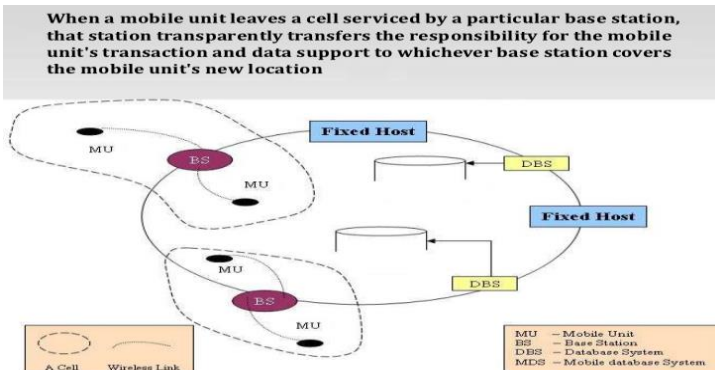 When a mobile unit leaves a cell serviced by a particular base station,
that station transparently transfers the responsibility for the mobile
unit's transaction and data support to whichever base station covers
the mobile unit's new location
Fixed Host
MU
BS
DBS
MU
Fixed Host
MU
DBS
BS
MU
A Cell Wireless Link
MU – Mobile Unit
BS – Base Station
DBS – Database System
MDS – Mobile database System